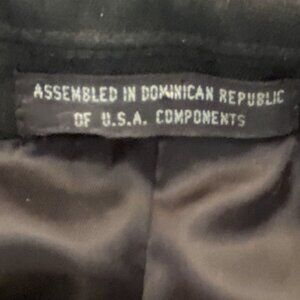 ASSEMBLED IN DOMINICAN REPUBLIC
OF U.S.A. COMPONENTS